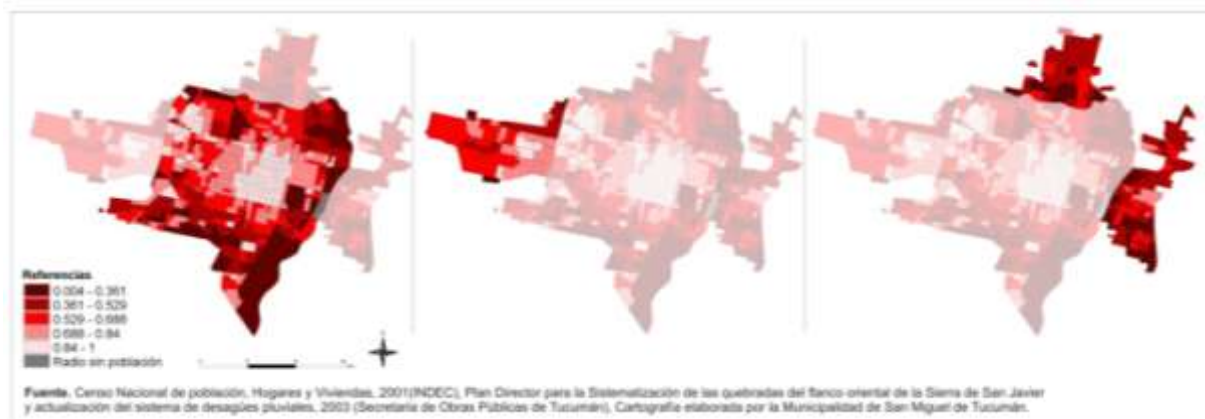 Referencias
0.004 - 0.361
0.361 - 0.529
0.529 - 0.688
0.688 - 0.84
0.84 - 1
Radio sin población
Fuente. Censo Nacional de población, Hogares y Viviendas, 2001(INDEC), Plan Director para la Sistematización de las quebradas del flanco oriental de la Sierra de San Javier
y actualización del sistema de desagües pluviales, 2003 (Secretaría de Obras Públicas de Tucumán), Cartografía elaborada por la Municipalidad de San Miguel de Tucumán.